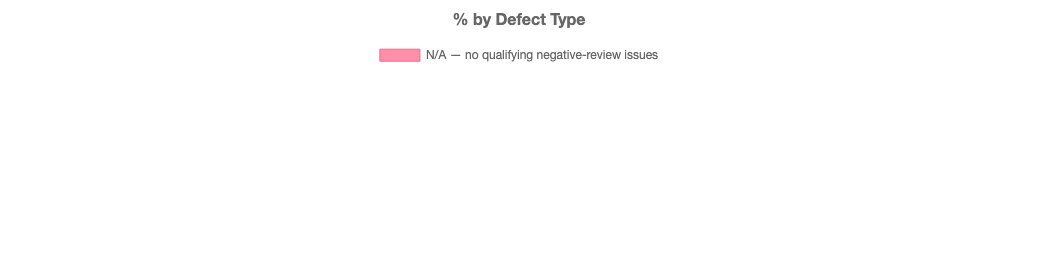 % by Defect Type
N/A — no qualifying negative-review issues